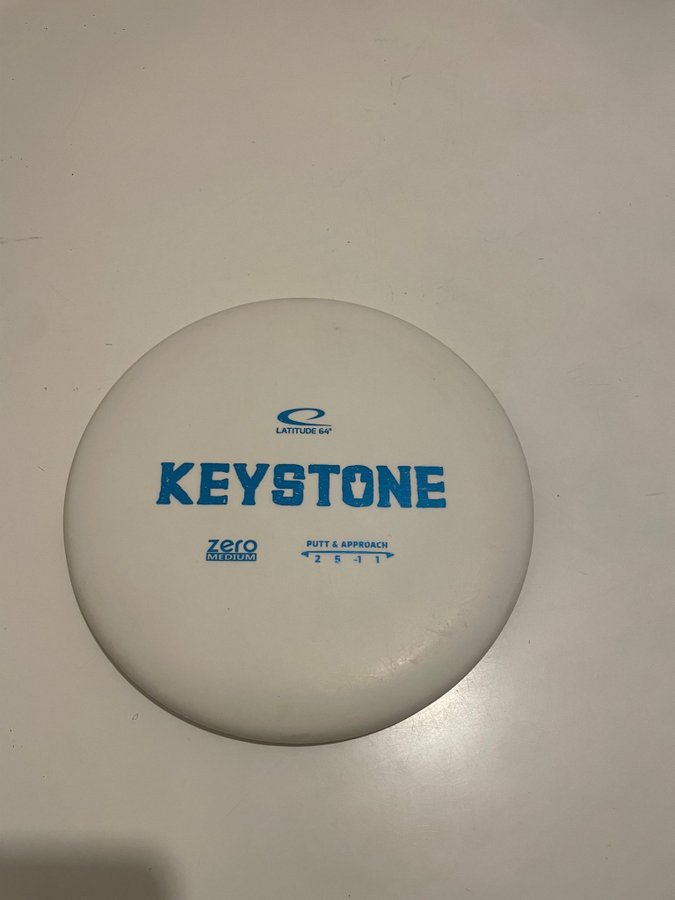 LATITUDE 64°
KEYSTONE
zero
MEDIUM
PUTT & APPROACH
2 5 -1 1